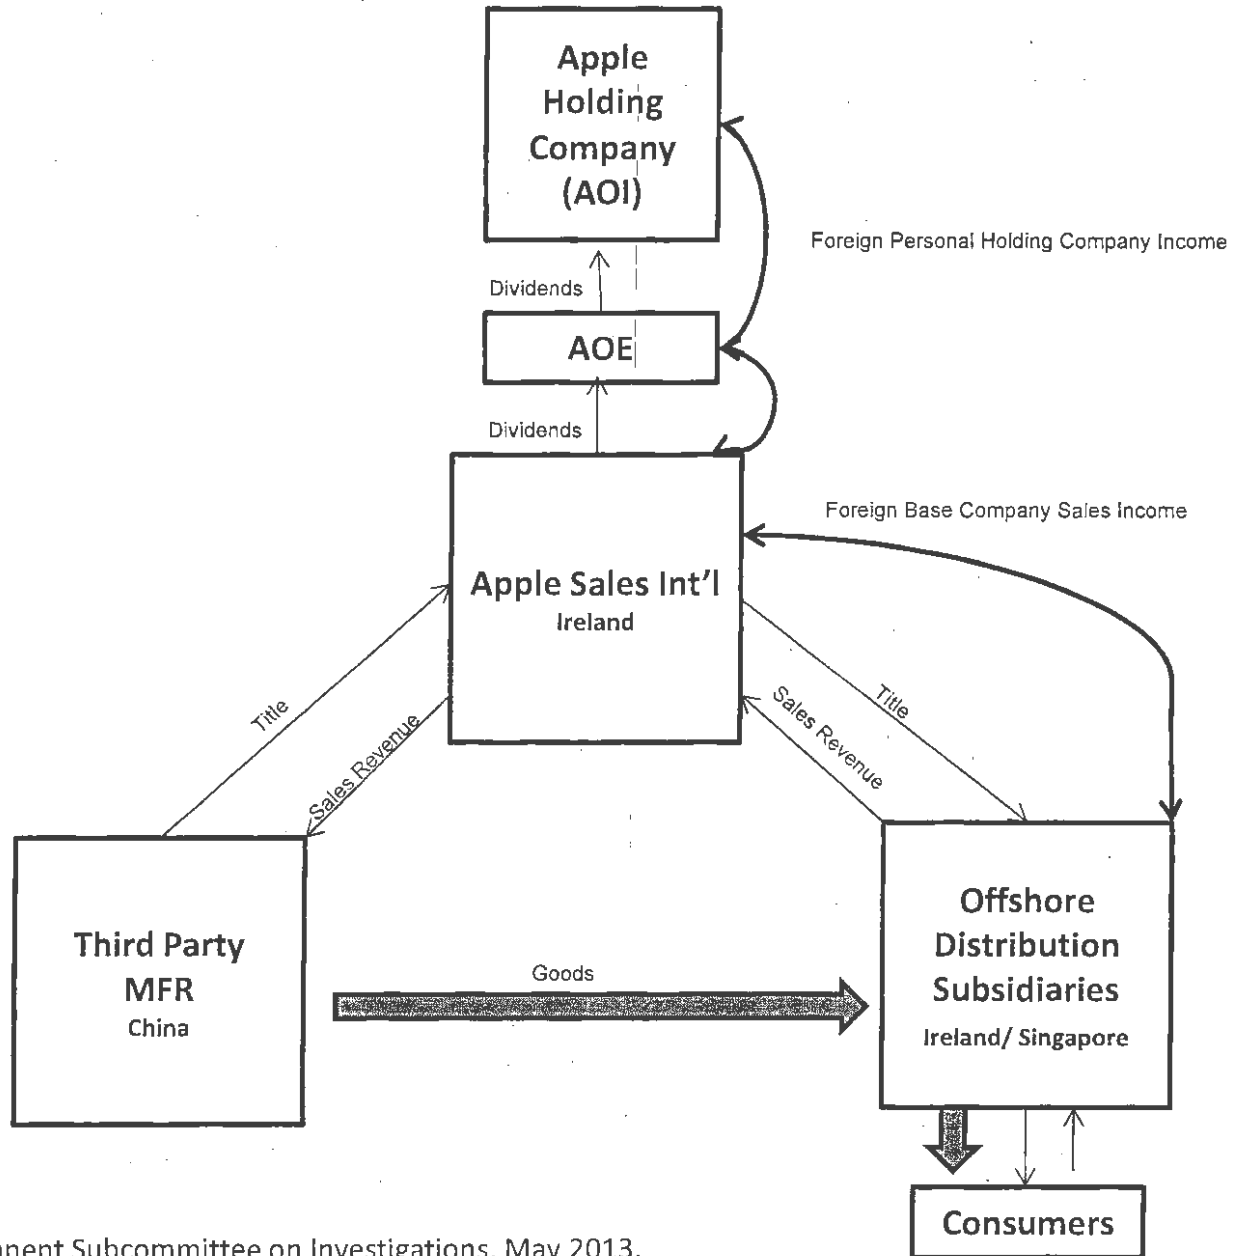 Apple
Holding
Company
(AOI)
Foreign Personal Holding Company Income
Dividends
AOE
Dividends
Foreign Base Company Sales Income
Apple Sales Int'l
Ireland
Title
Sales Revenue
Sales Revenue
Title
Third Party
MFR
China
Goods
Offshore
Distribution
Subsidiaries
Ireland/ Singapore
Consumers
Subcommittee on Investigations, May 2013.